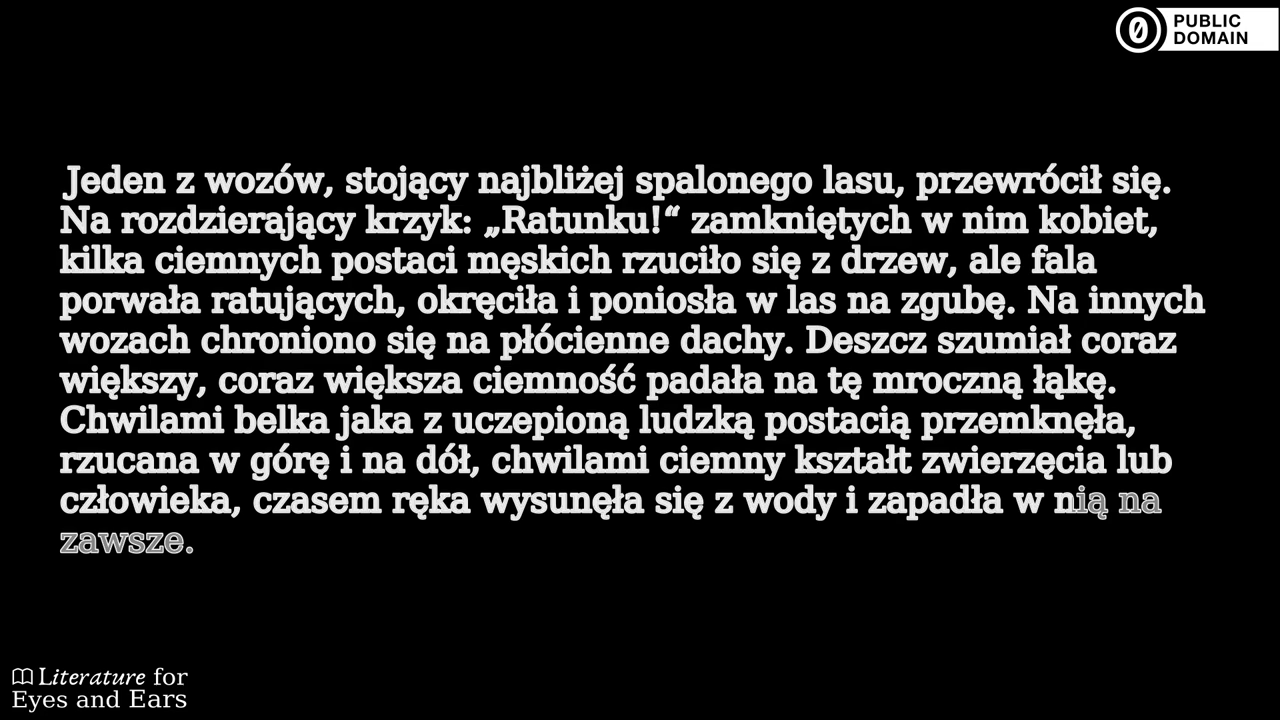 PUBLIC
DOMAIN
Jeden z wozów, stojący najbliżej spalonego lasu, przewrócił się.
Na rozdzierający krzyk: „Ratunku!“ zamkniętych w nim kobiet,
kilka ciemnych postaci męskich rzuciło się z drzew, ale fala
porwała ratujących, okręciła i poniosła w las na zgubę. Na innych
wozach chroniono się na płócienne dachy. Deszcz szumiał coraz
większy, coraz większa ciemność padała na tę mroczną łąkę.
Chwilami belka jaka z uczepioną ludzką postacią przemknęła,
rzucana w górę i na dół, chwilami ciemny kształt zwierzęcia lub
człowieka, czasem ręka wysunęła się z wody i zapadła w nią na
zawsze.
Literature for
Eyes and Ears